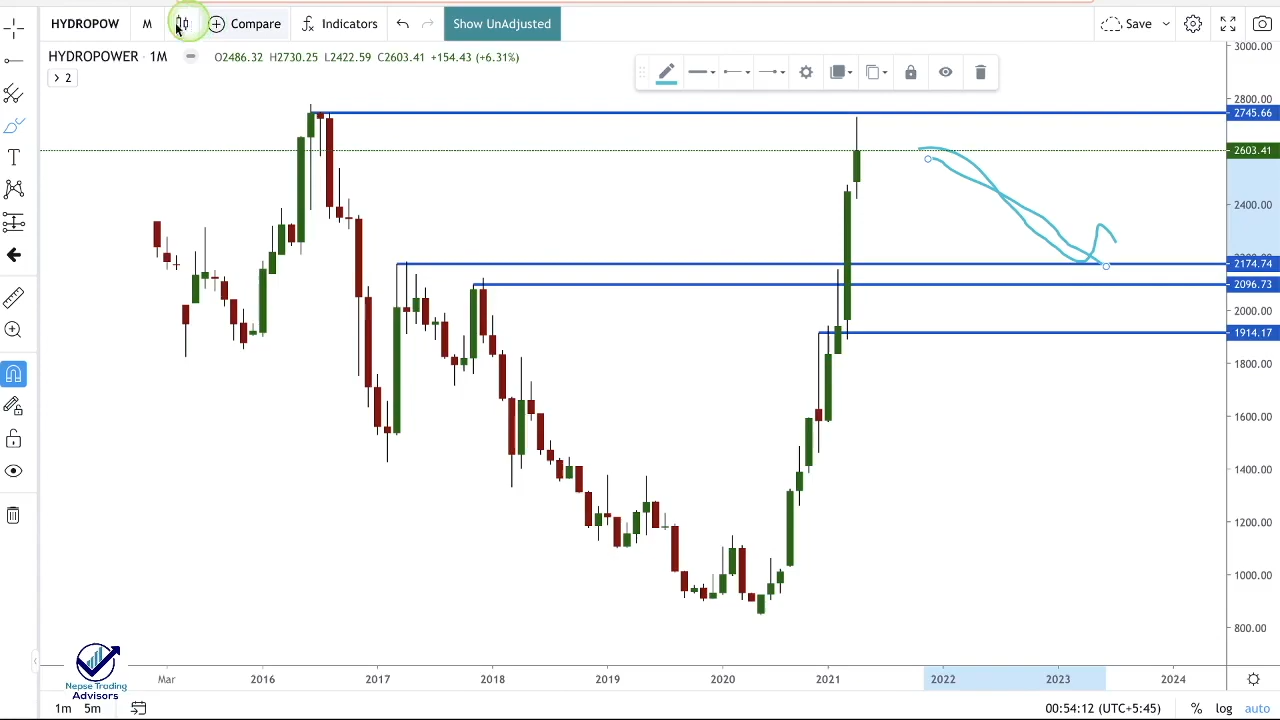 HYDROPOW M Compare Indicators Show UnAdjusted Save
HYDROPOWER · 1M O2486.32 H2730.25 L2422.59 C2603.41 +154.43 (+6.31%)
2
3000.00
2800.00
2745.66
2603.41
2400.00
2174.74
2096.73
2000.00
1914.17
1800.00
1600.00
1400.00
1200.00
1000.00
800.00
Mar 2016 2017 2018 2019 2020 2021 2022 2023 2024
Nepse Trading
Advisors
1m 5m 00:54:12 (UTC+5:45) % log auto